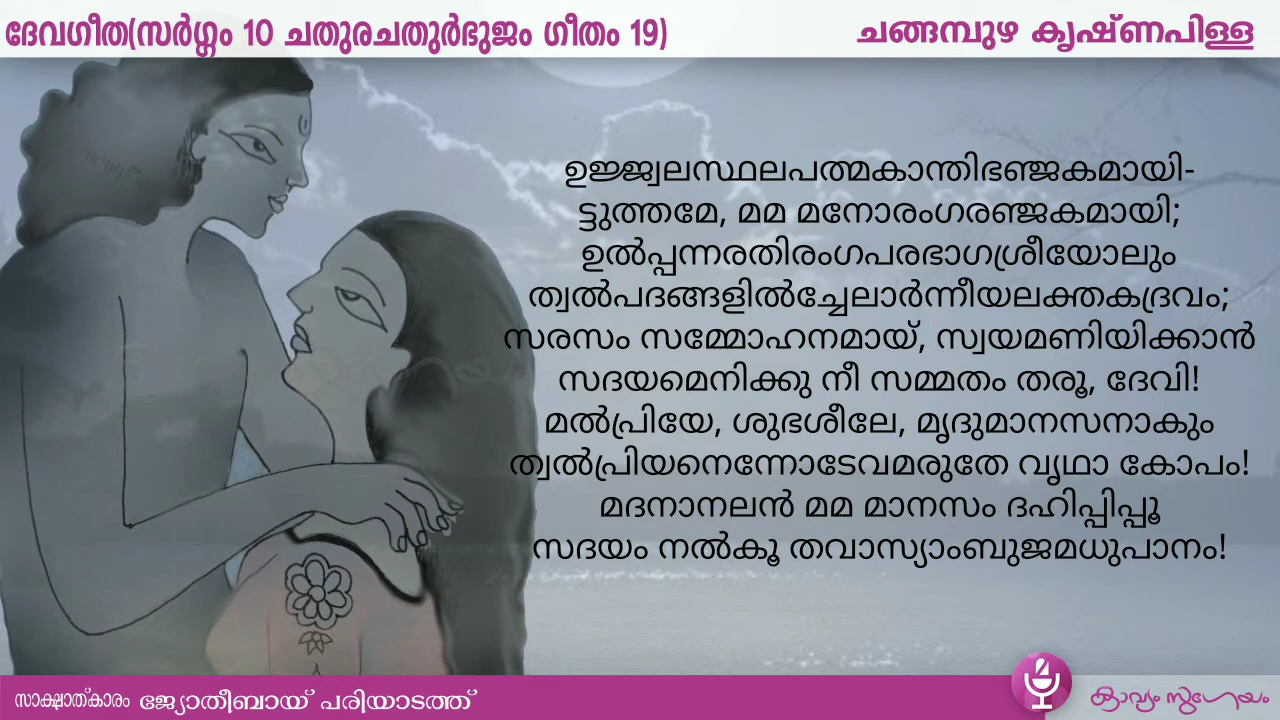 ദേവഗീത(സർഗ്ഗം 10 ചതുരചതുർഭുജം ഗീതം 19)
ചങ്ങമ്പുഴ കൃഷ്ണപിള്ള
ഉജ്ജ്വലസ്ഥലപത്മകാന്തിഭഞ്ജകമായി-
ട്ടുത്തമേ, മമ മനോരംഗരഞ്ജകമായി;
ഉൽപ്പന്നരതിരംഗപരഭാഗശ്രീയോലും
ത്വൽപദങ്ങളിൽച്ചേലാർന്നീയലക്തകദ്രവം;
സരസം സമ്മോഹനമായ്, സ്വയമണിയിക്കാൻ
സദയമെനിക്കു നീ സമ്മതം തരൂ, ദേവി!
മൽപ്രിയേ, ശുഭശീലേ, മൃദുമാനസനാകും
ത്വൽപ്രിയനെന്നോടേവമരുതേ വൃഥാ കോപം!
മദനാനലൻ മമ മാനസം ദഹിപ്പിപ്പൂ
സദയം നൽകൂ തവാസ്യാംബുജമധുപാനം!
സാക്ഷാത്കാരം ജ്യോതീബായ് പരിയാടത്ത്
കാവ്യം സുഗേയം